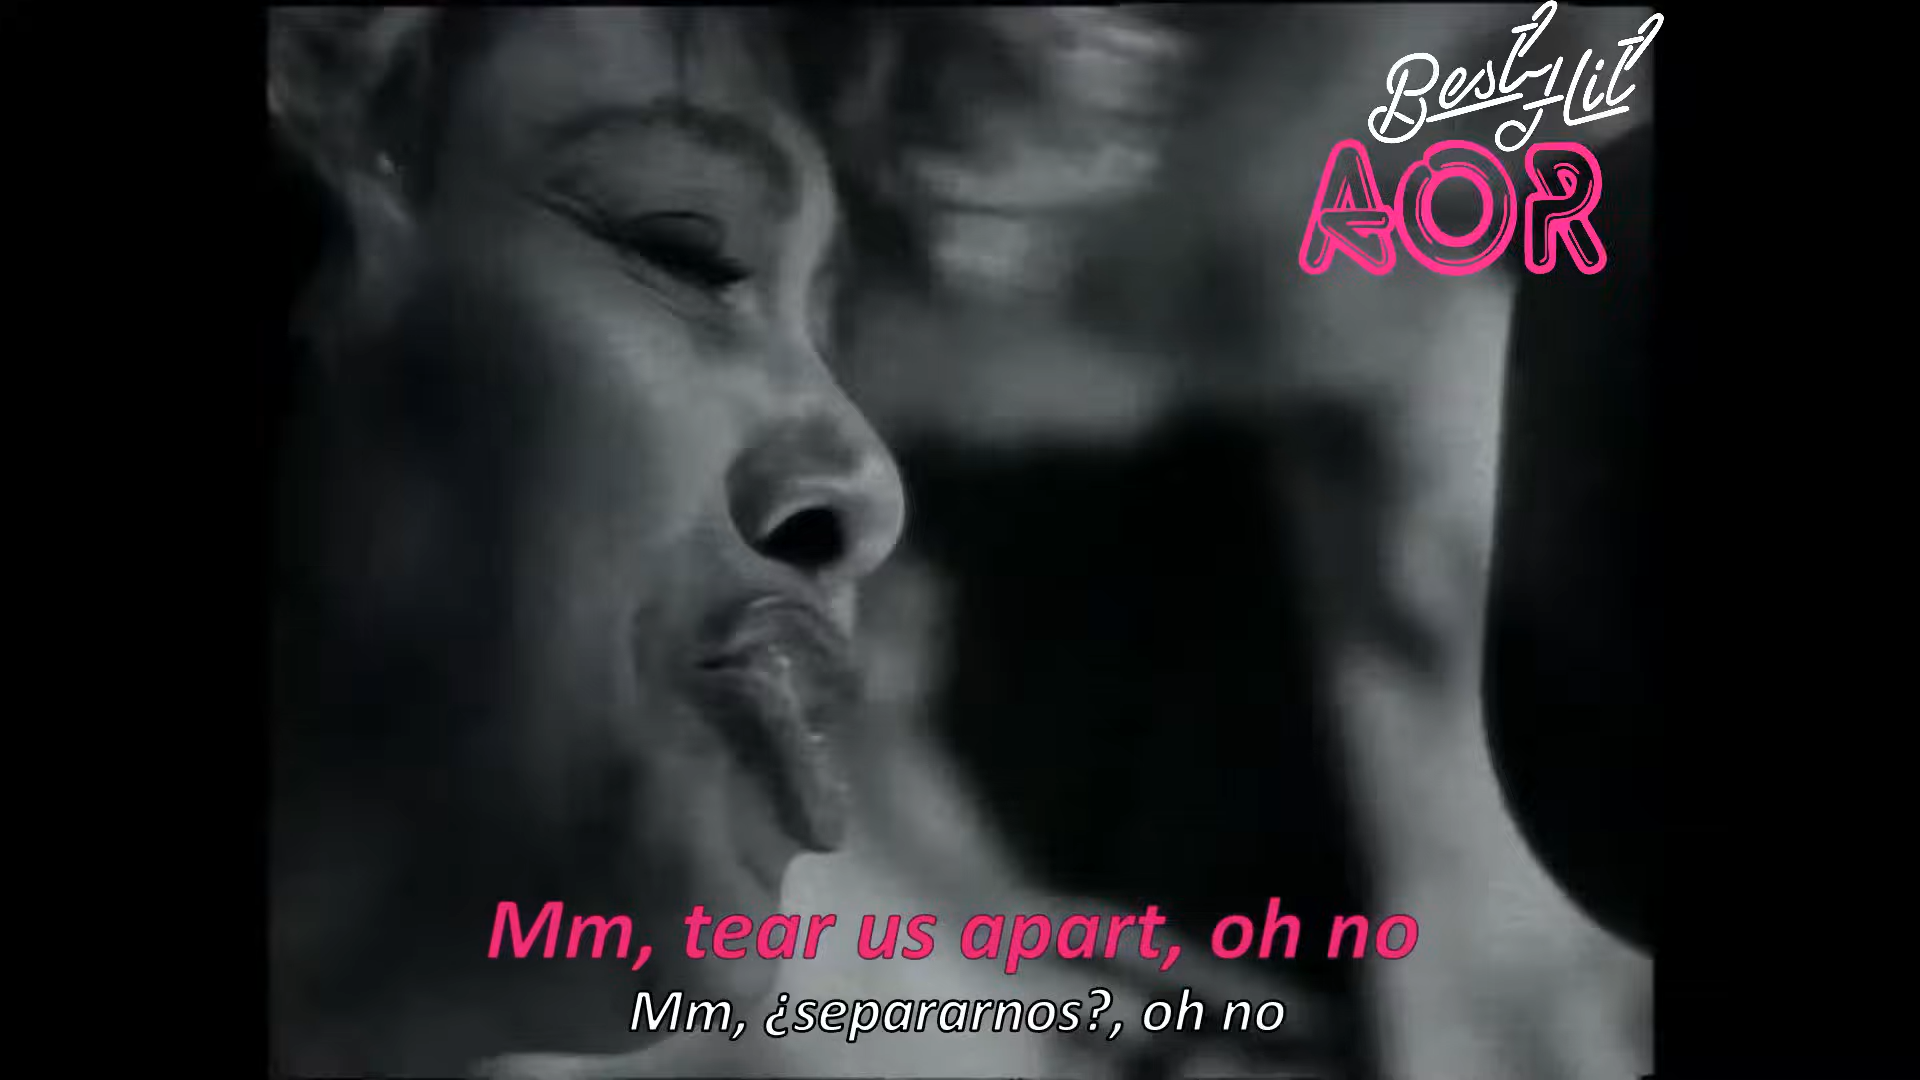 Best Hit
AOR
Mm, tear us apart, oh no
Mm, ¿separarnos?, oh no